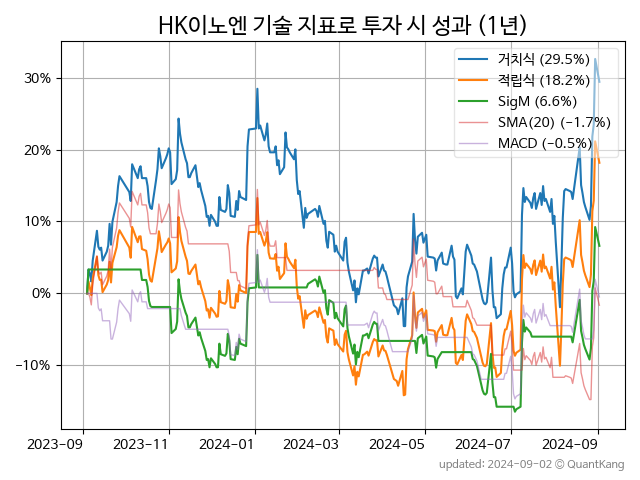 HK이노엔 기술 지표로 투자 시 성과 (1년)
거치식 (29.5%)
적립식 (18.2%)
SigM (6.6%)
SMA(20) (−1.7%)
MACD (−0.5%)
30%
20%
10%
0%
−10%
2023-09 2023-11 2024-01 2024-03 2024-05 2024-07 2024-09
updated: 2024-09-02 © QuantKang